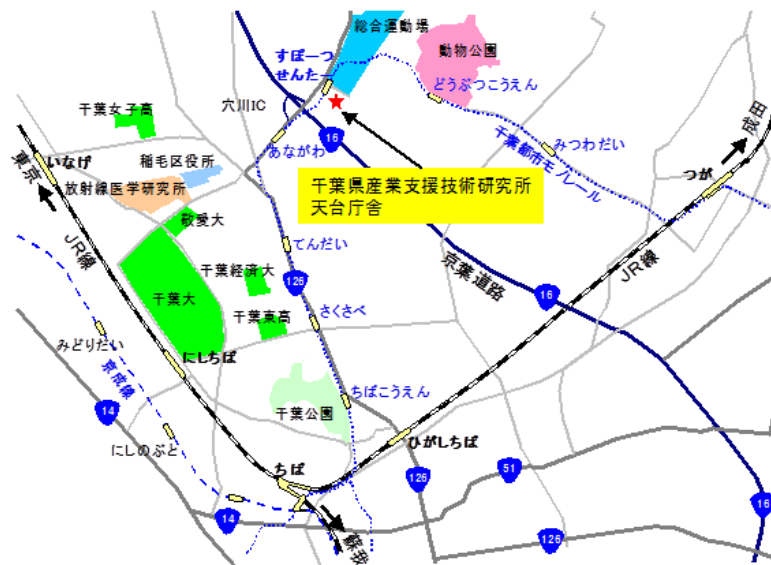 総合運動場
動物公園
すぽーつ
せんたー
どうぶつこうえん
成田
千葉女子高
穴川IC
16
あながわ
みつわだい
千葉都市モノレール
いなげ
東京
稲毛区役所
放射線医学研究所
つが
千葉県産業支援技術研究所
天台庁舎
敬愛大
JR線
てんだい
千葉経済大
126
京葉道路
JR線
16
千葉大
さくさべ
千葉東高
みどりだい
にしちば
京成線
14
千葉公園
ちばこうえん
にしのぶと
ひがしちば
ちば
51
126
16
14
蘇我
126